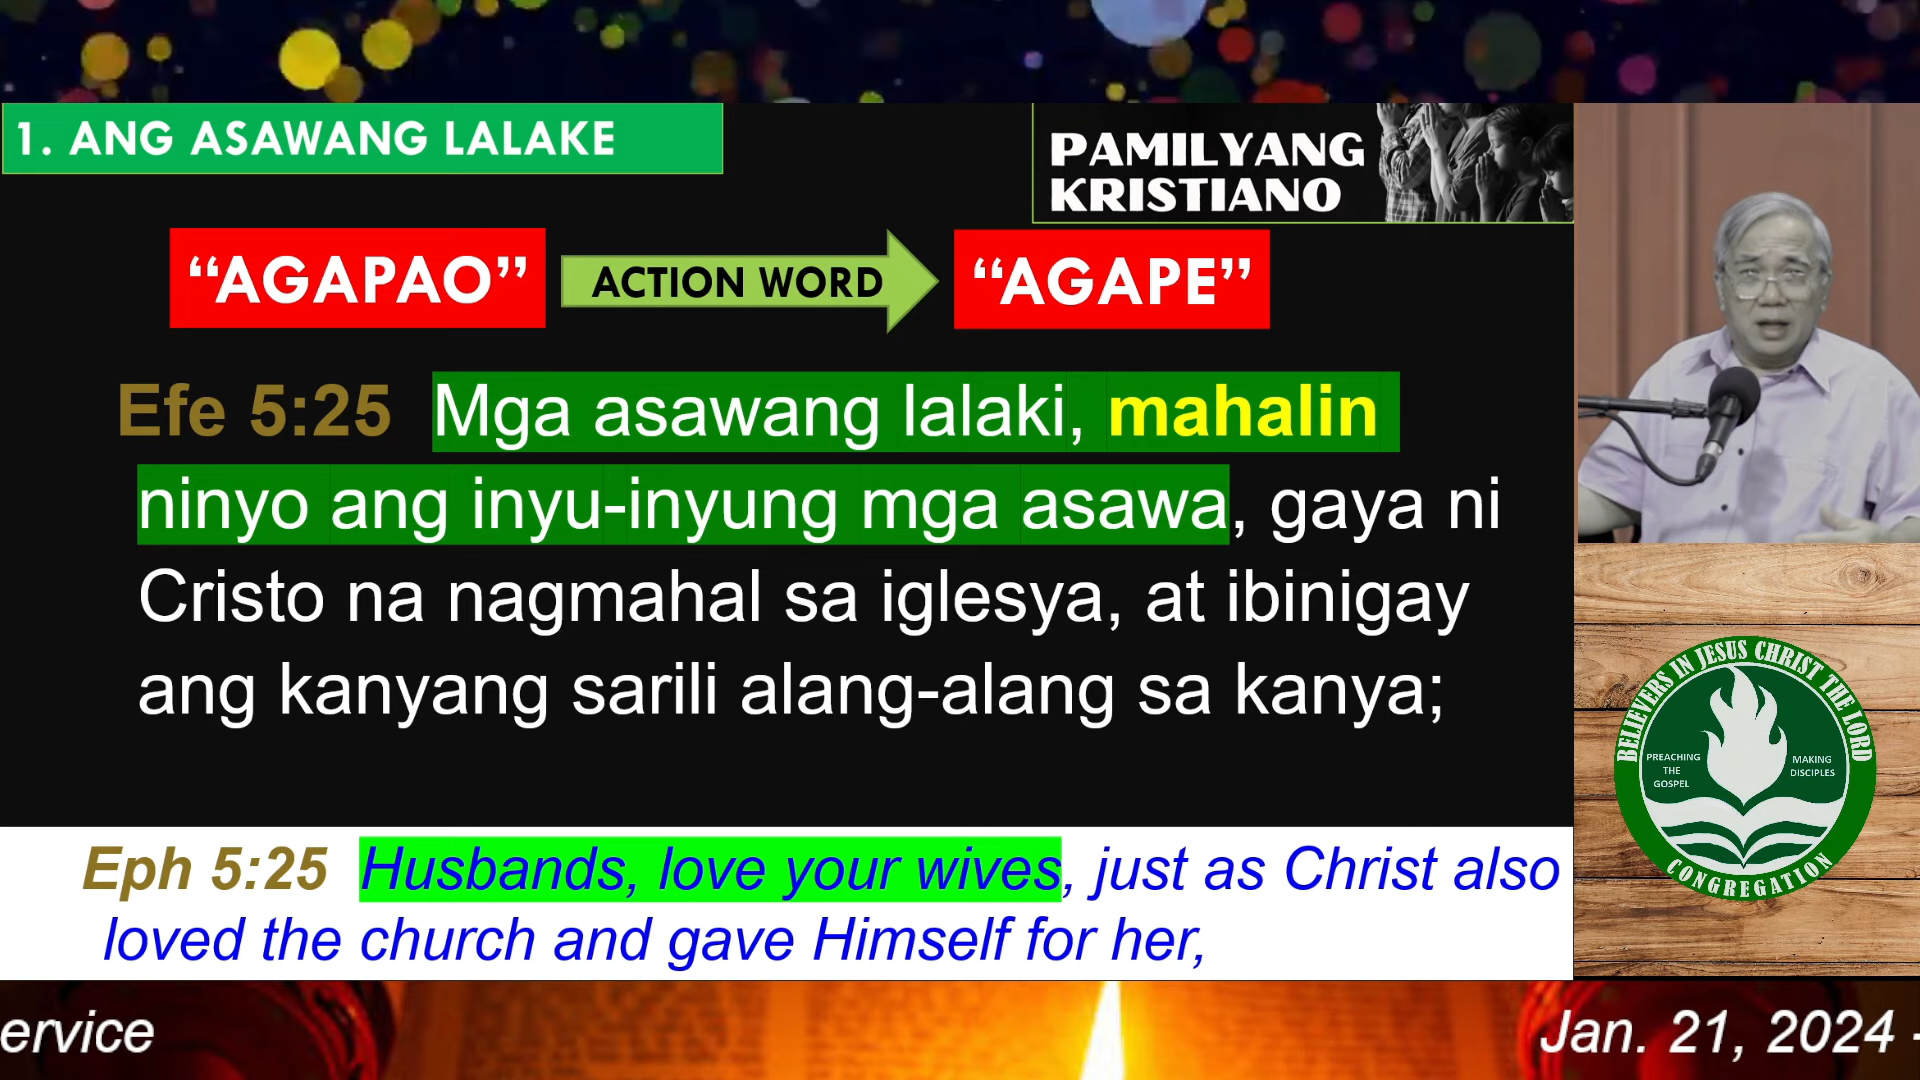 1. ANG ASAWANG LALAKE
PAMILYANG
KRISTIANO
“AGAPAO”
ACTION WORD
“AGAPE”
Efe 5:25 Mga asawang lalaki, mahalin
ninyo ang inyu-inyung mga asawa, gaya ni
Cristo na nagmahal sa iglesya, at ibinigay
ang kanyang sarili alang-alang sa kanya;
BELIEVERS IN JESUS CHRIST THE LORD
PREACHING
THE
GOSPEL
MAKING
DISCIPLES
CONGREGATION
Eph 5:25 Husbands, love your wives, just as Christ also
loved the church and gave Himself for her,
ervice
Jan. 21, 2024 -